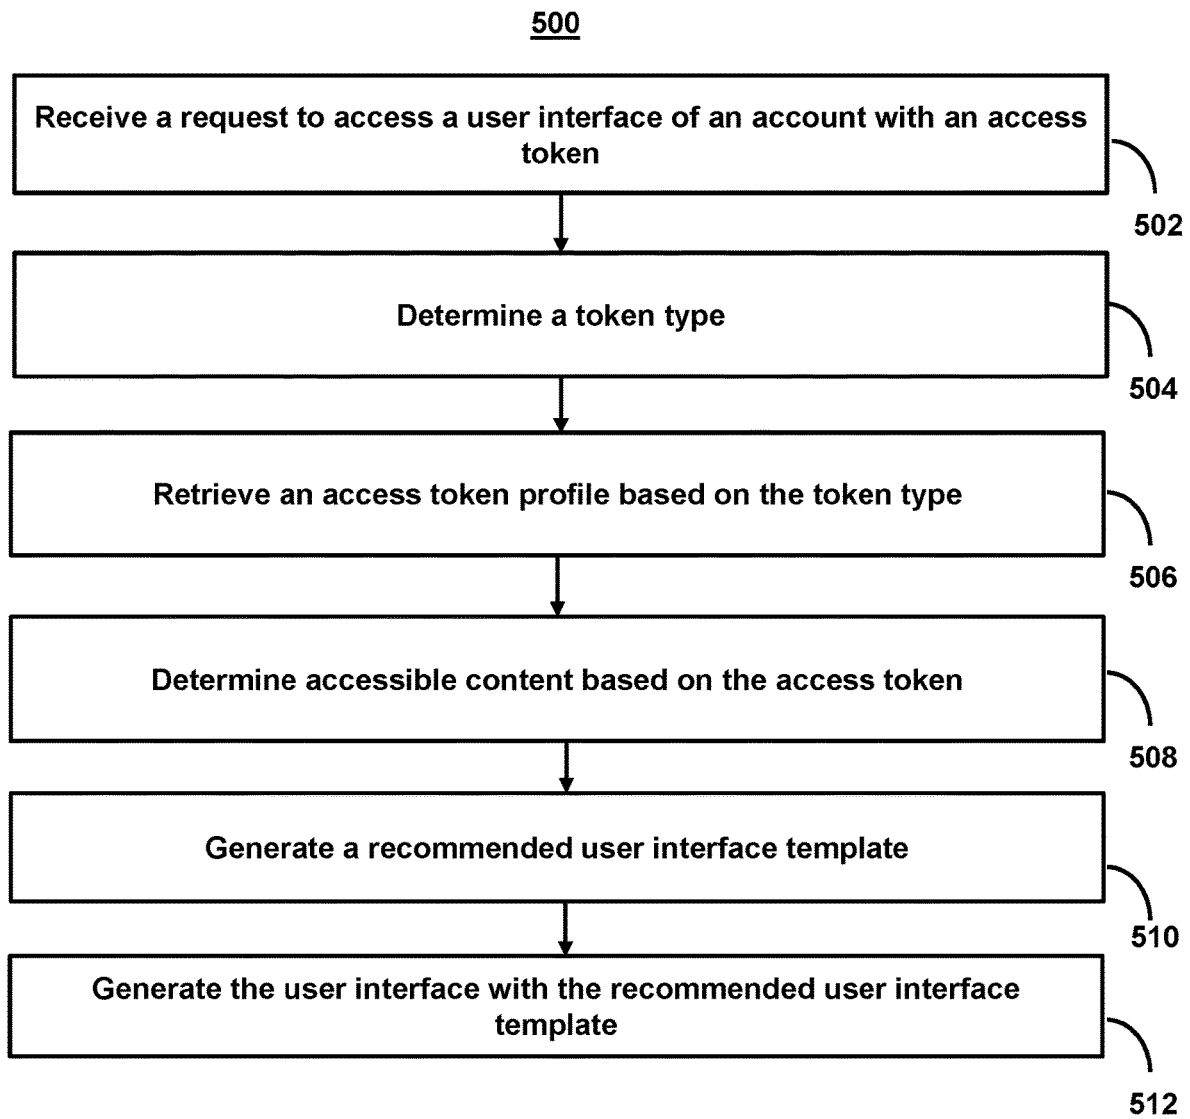 500
Receive a request to access a user interface of an account with an access
token
502
Determine a token type
504
Retrieve an access token profile based on the token type
506
Determine accessible content based on the access token
508
Generate a recommended user interface template
510
Generate the user interface with the recommended user interface
template
512